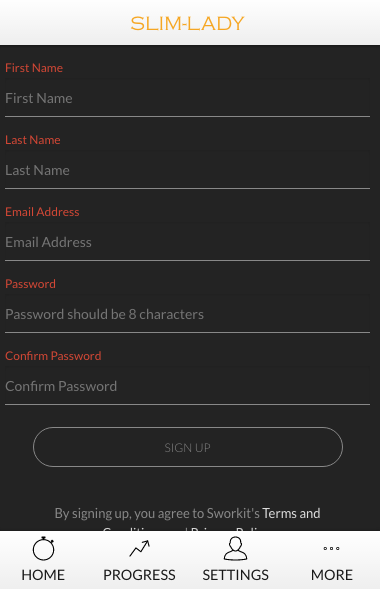 SLIM-LADY
First Name
First Name
Last Name
Last Name
Email Address
Email Address
Password
Password should be 8 characters
Confirm Password
Confirm Password
SIGN UP
By signing up, you agree to Sworkit's Terms and
HOME
PROGRESS
SETTINGS
MORE